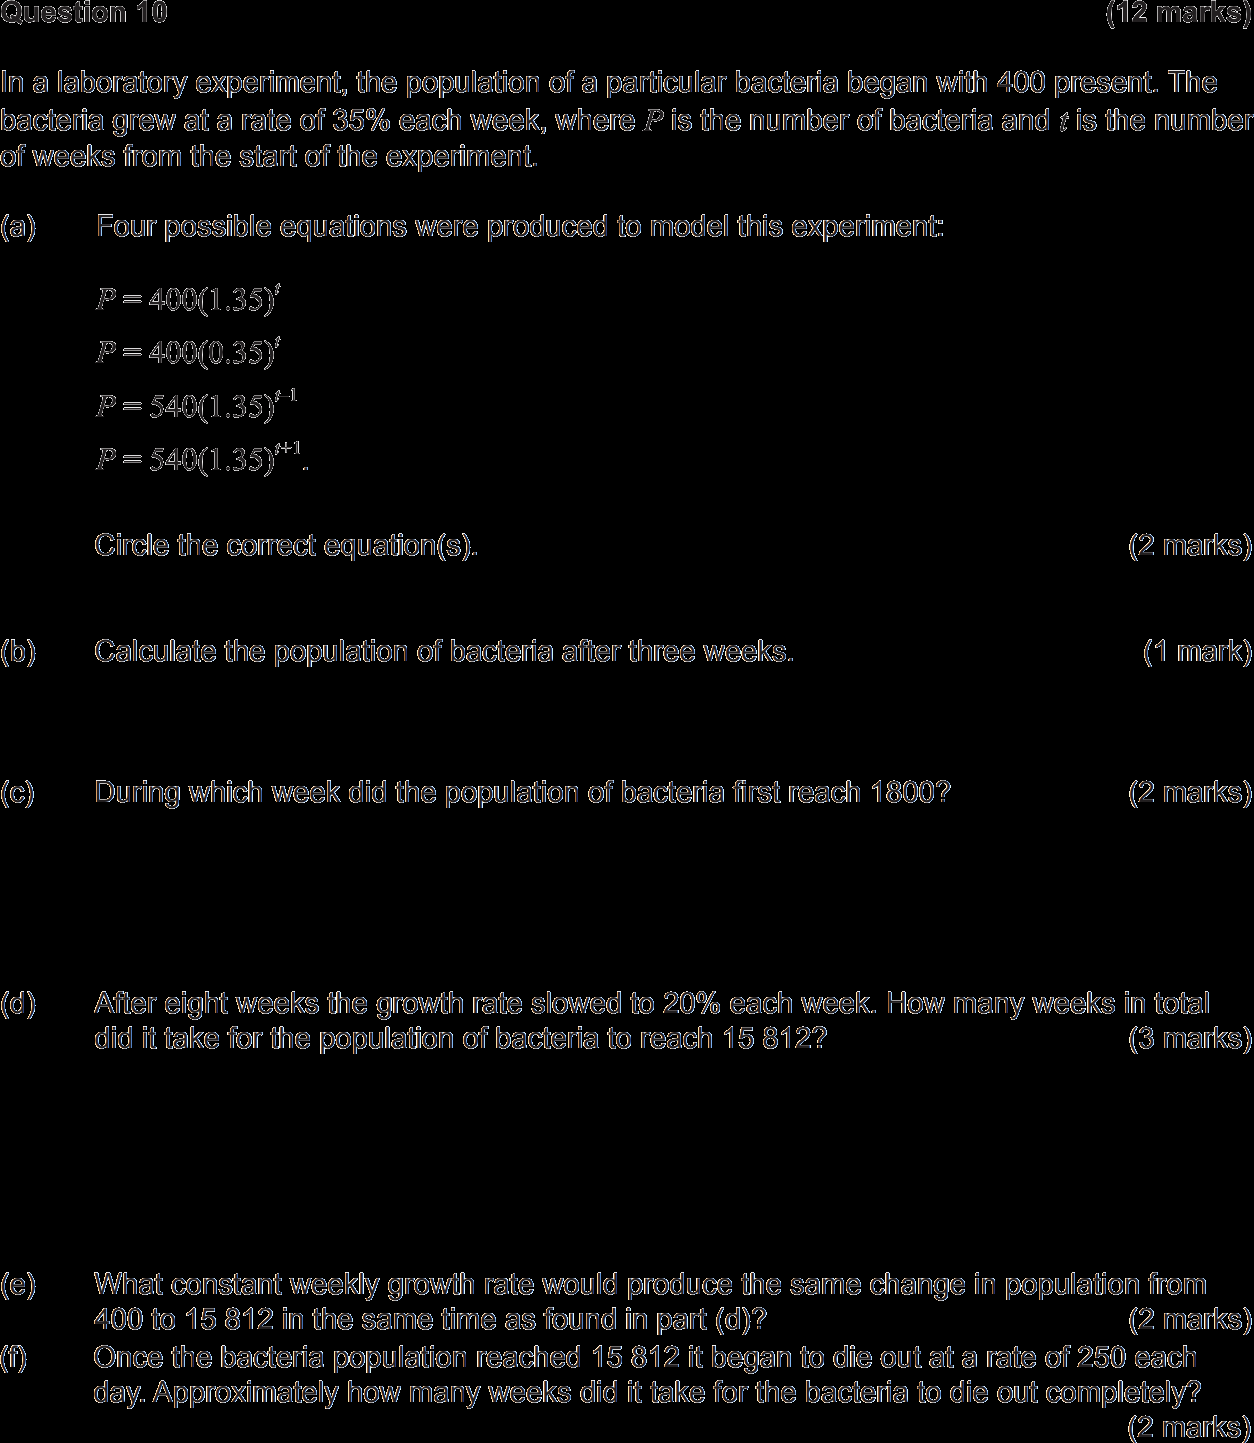 Question 10 (12 marks)
In a laboratory experiment, the population of a particular bacteria began with 400 present. The
bacteria grew at a rate of 35% each week, where P is the number of bacteria and t is the number
of weeks from the start of the experiment.
(a) Four possible equations were produced to model this experiment:
P = 400(1.35)^t
P = 400(0.35)^t
P = 540(1.35)^{t–1}
P = 540(1.35)^{t+1}.
Circle the correct equation(s). (2 marks)
(b) Calculate the population of bacteria after three weeks. (1 mark)
(c) During which week did the population of bacteria first reach 1800? (2 marks)
(d) After eight weeks the growth rate slowed to 20% each week. How many weeks in total
did it take for the population of bacteria to reach 15 812? (3 marks)
(e) What constant weekly growth rate would produce the same change in population from
400 to 15 812 in the same time as found in part (d)? (2 marks)
(f) Once the bacteria population reached 15 812 it began to die out at a rate of 250 each
day. Approximately how many weeks did it take for the bacteria to die out completely?
(2 marks)